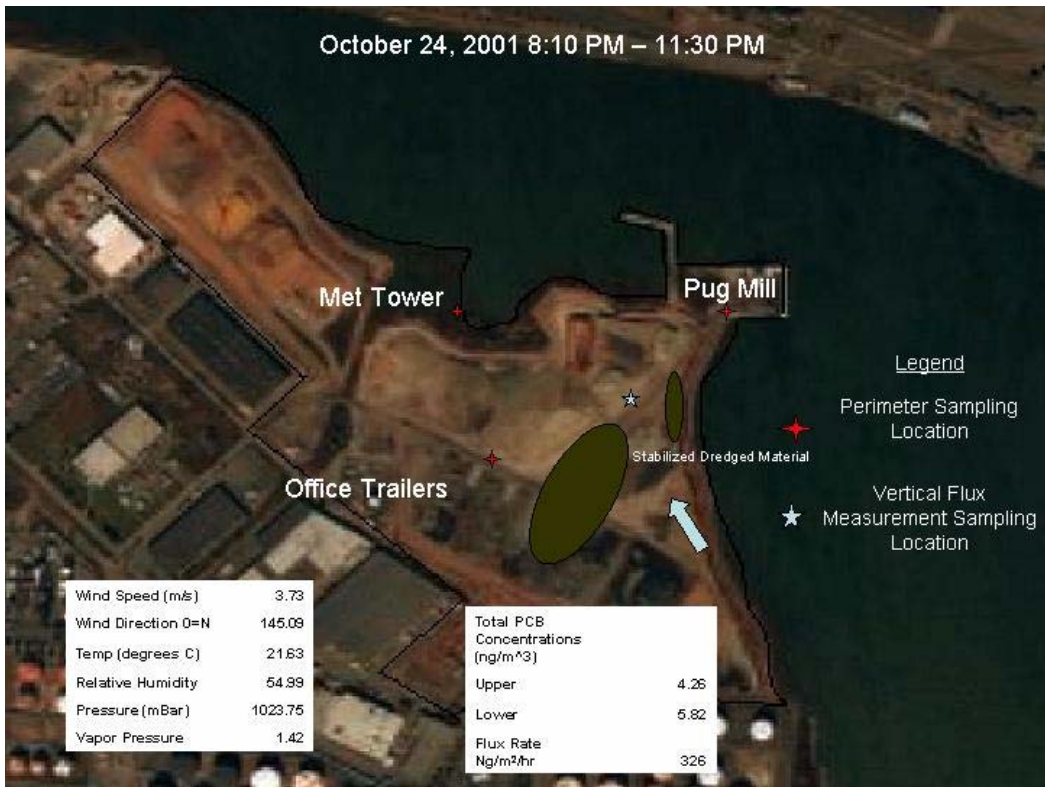 October 24, 2001 8:10 PM – 11:30 PM
Met Tower
Pug Mill
Legend
Perimeter Sampling
Location
Stabilized Dredged Material
Office Trailers
Vertical Flux
Measurement Sampling
Location
Wind Speed (m/s) 3.73
Wind Direction 0=N 145.09
Temp (degrees C) 21.63
Relative Humidity 54.99
Pressure (mBar) 1023.75
Vapor Pressure 1.42
Total PCB
Concentrations
(ng/m^3)
Upper 4.26
Lower 5.82
Flux Rate
Ng/m²/hr 326